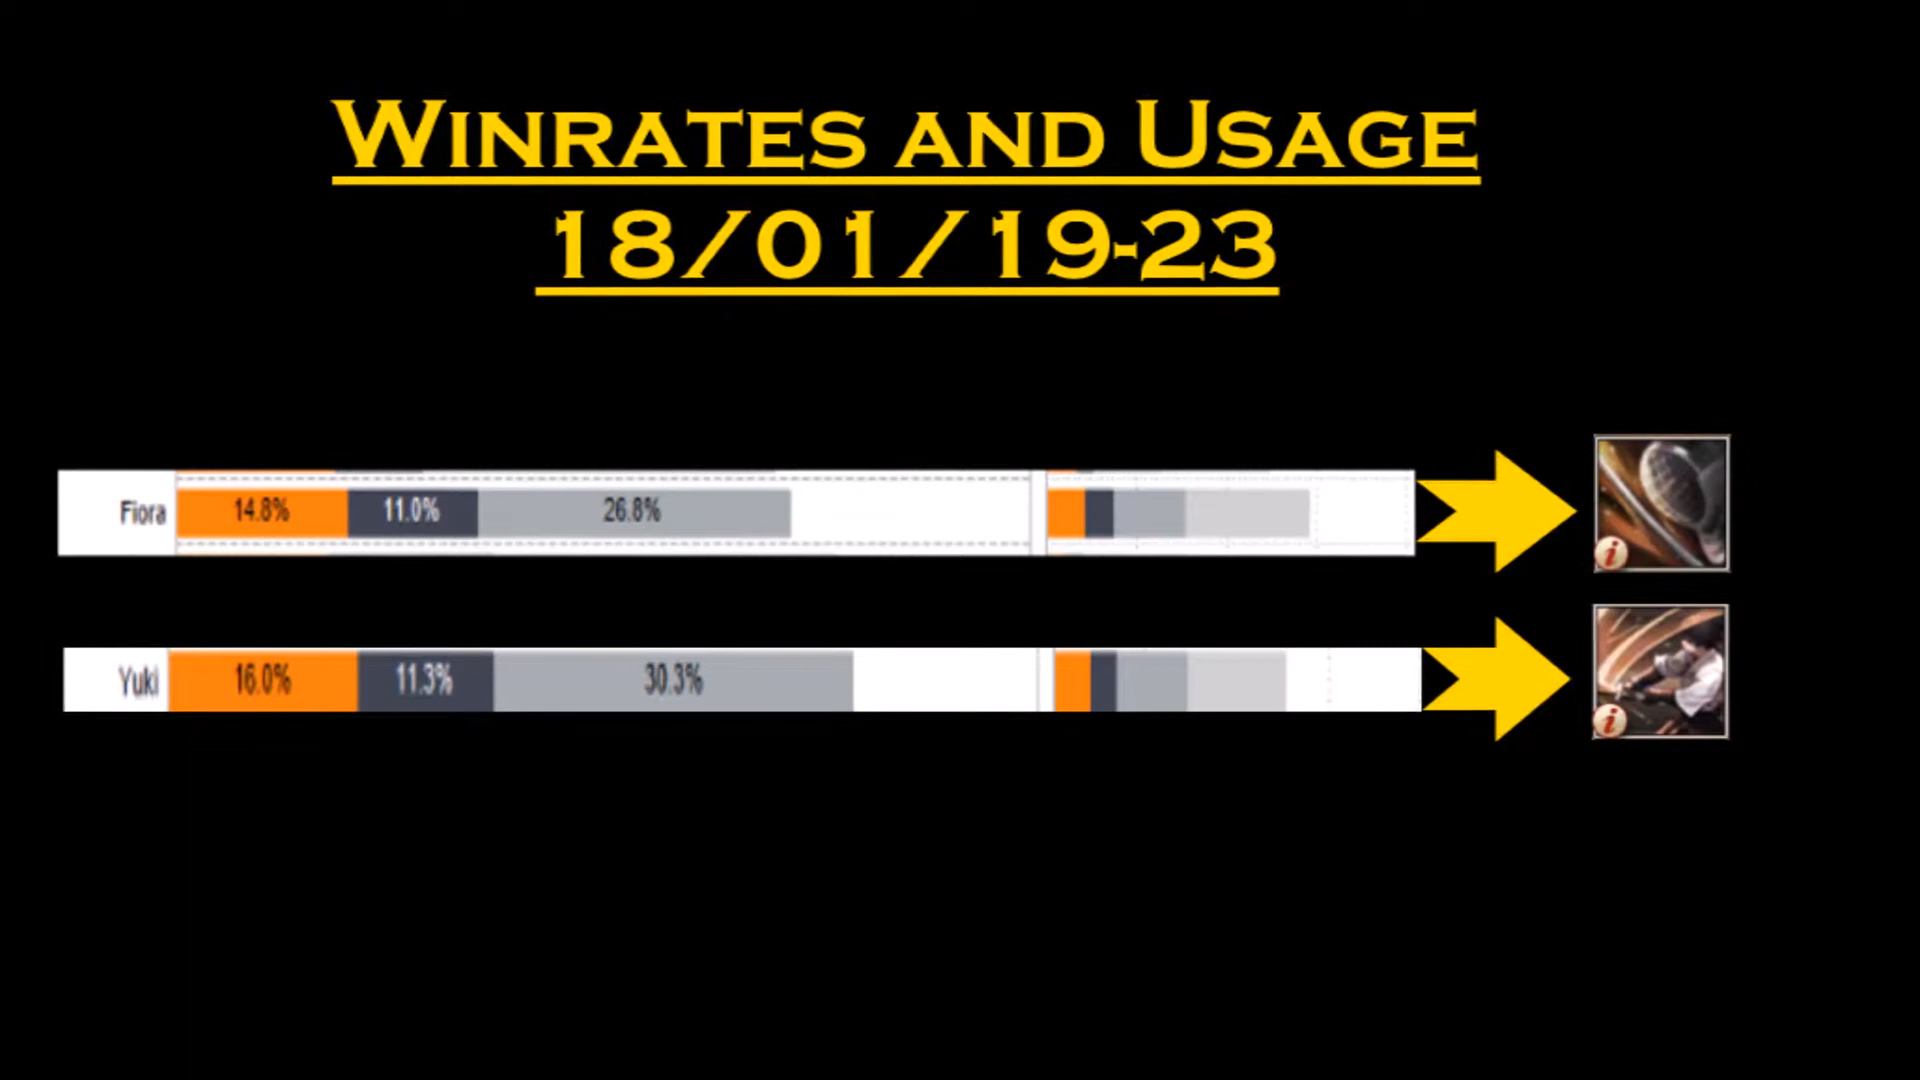 WINRATES AND USAGE
18/01/19-23
Fiora 14.8% 11.0% 26.8%
i
Yuki 16.0% 11.3% 30.3%
i